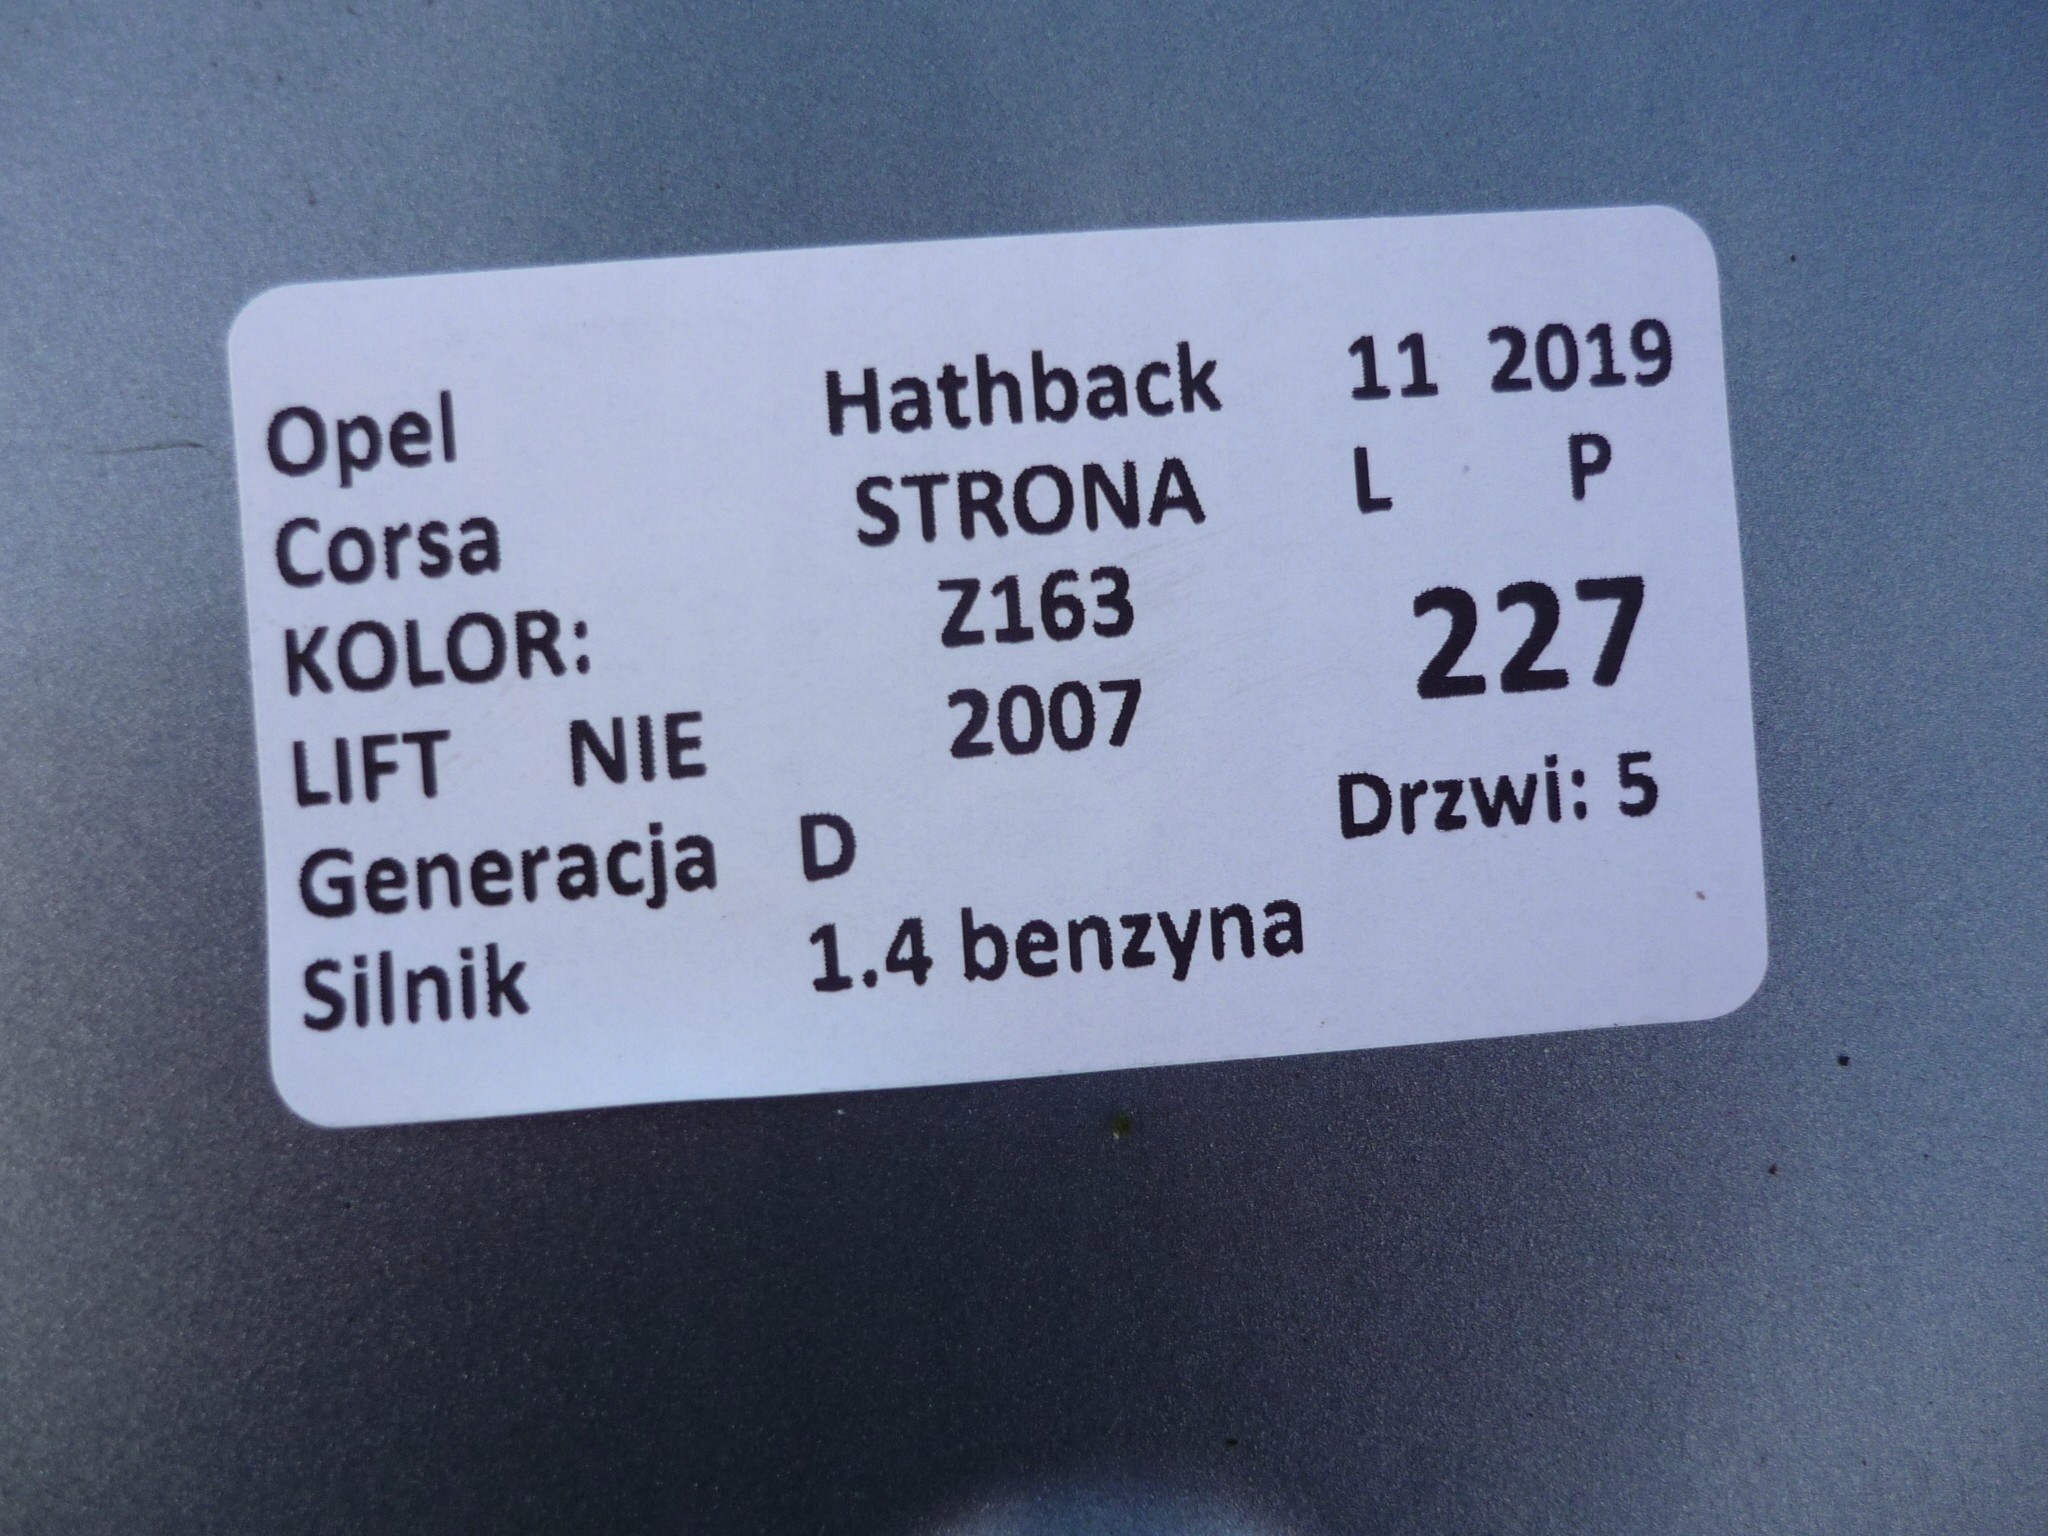 Opel Hathback 11 2019
Corsa STRONA L P
KOLOR: Z163 227
LIFT NIE 2007
Generacja D Drzwi: 5
Silnik 1.4 benzyna